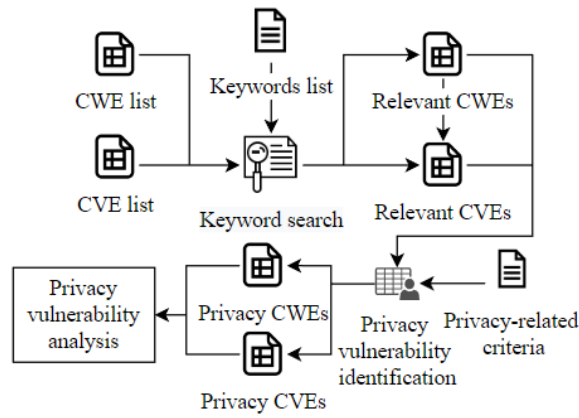 CWE list
Keywords list
Relevant CWEs
CVE list
Keyword search
Relevant CVEs
Privacy
vulnerability
analysis
Privacy CWEs
Privacy CVEs
Privacy
vulnerability
identification
Privacy-related
criteria